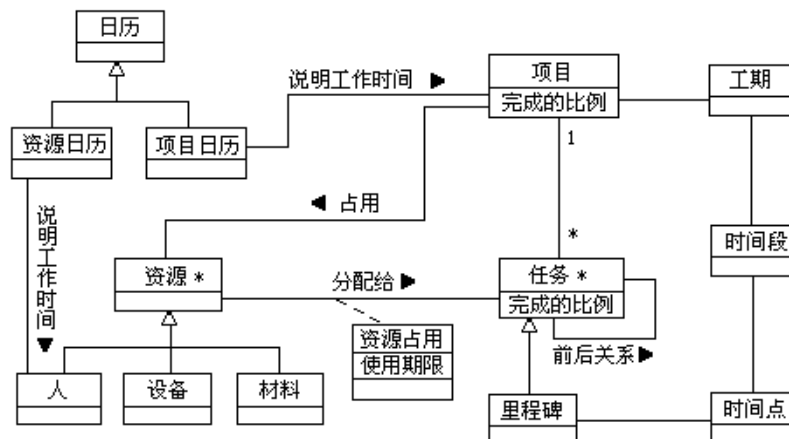 日历
资源日历
项目日历
说明工作时间 ▶
项目
完成的比例
工期
1
*
◀ 占用
说明工作时间 ▼
资源 *
分配给 ▶
任务 *
完成的比例
时间段
资源占用
使用期限
前后关系 ▶
人
设备
材料
里程碑
时间点